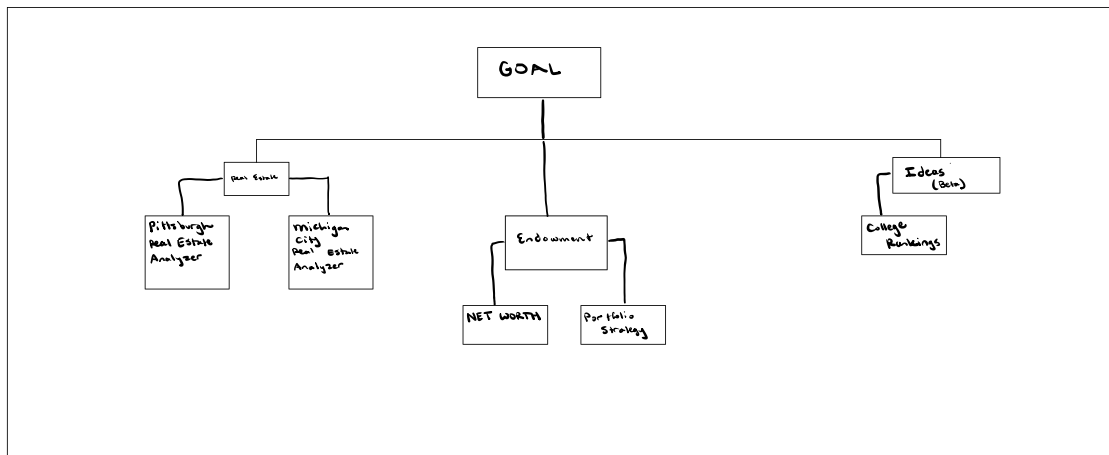 GOAL
Real Estate
Ideas
(Beta)
Pittsburgh
Real Estate
Analyzer
Michigan
City
Real Estate
Analyzer
Endowment
College
Rankings
NET WORTH
Portfolio
Strategy